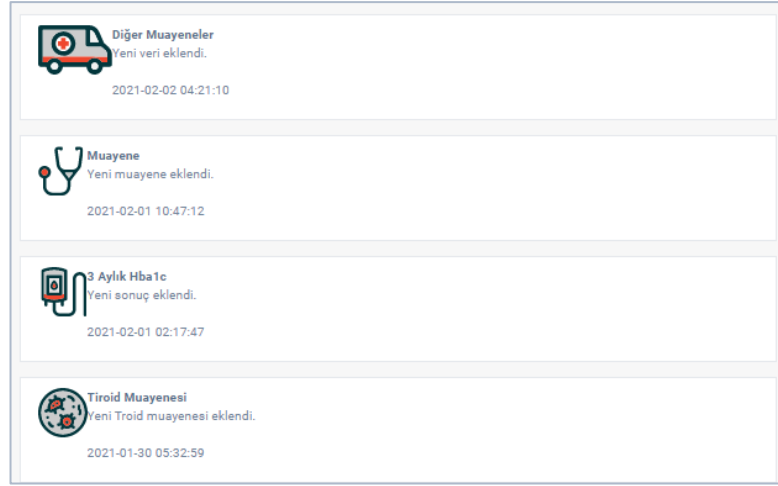 Diğer Muayeneler
Yeni veri eklendi.
2021-02-02 04:21:10
Muayene
Yeni muayene eklendi.
2021-02-01 10:47:12
3 Aylık Hba1c
Yeni sonuç eklendi.
2021-02-01 02:17:47
Tiroid Muayenesi
Yeni Troid muayenesi eklendi.
2021-01-30 05:32:59